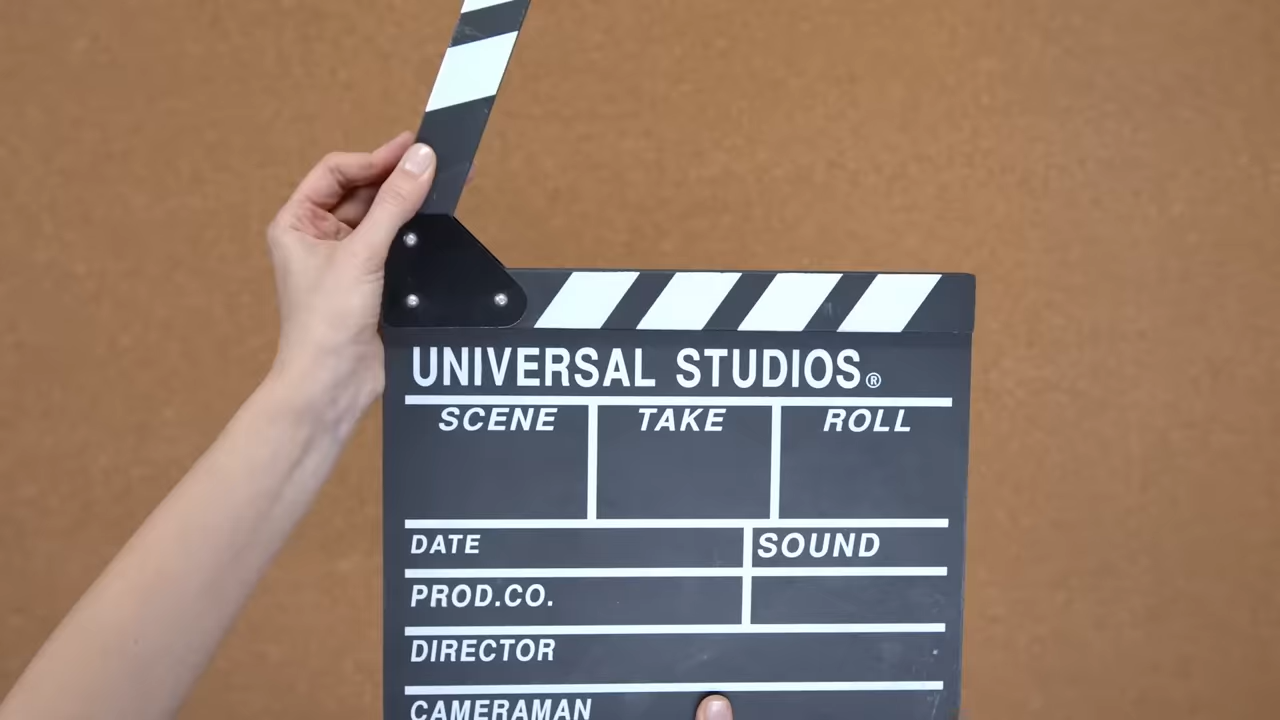 UNIVERSAL STUDIOS®
SCENE TAKE ROLL
DATE SOUND
PROD.CO.
DIRECTOR
CAMERAMAN